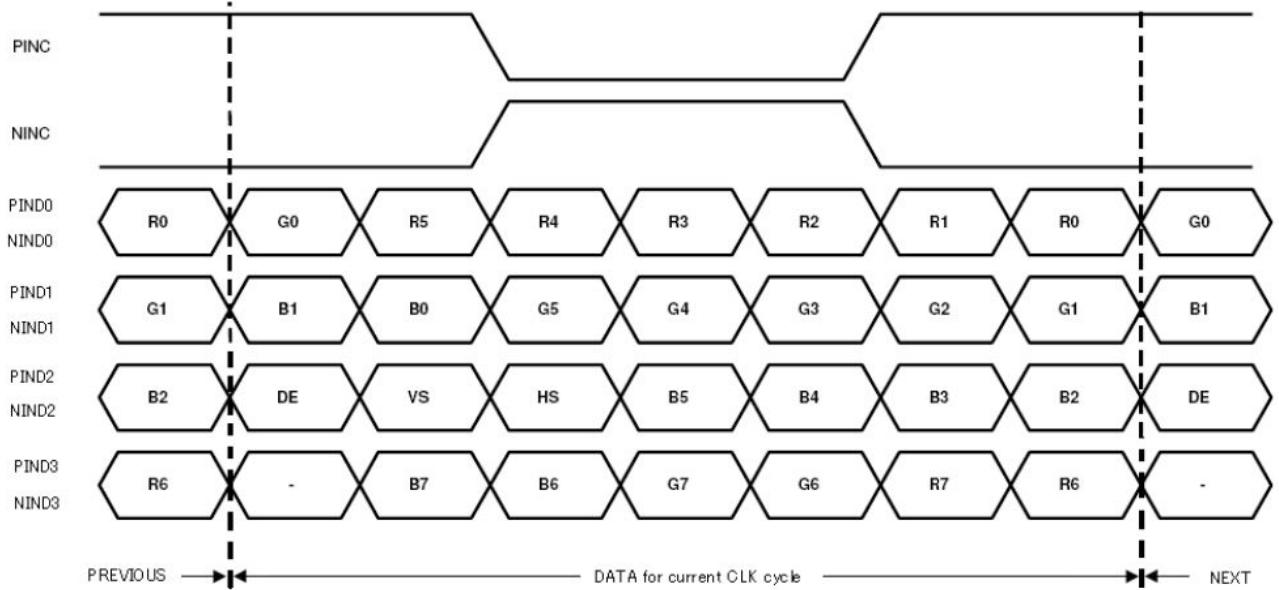 PINC
NINC
PIND0
R0 G0 R5 R4 R3 R2 R1 R0 G0
NIND0
PIND1
G1 B1 B0 G5 G4 G3 G2 G1 B1
NIND1
PIND2
B2 DE VS HS B5 B4 B3 B2 DE
NIND2
PIND3
R6 - B7 B6 G7 G6 R7 R6 -
NIND3
PREVIOUS DATA for current CLK cycle NEXT